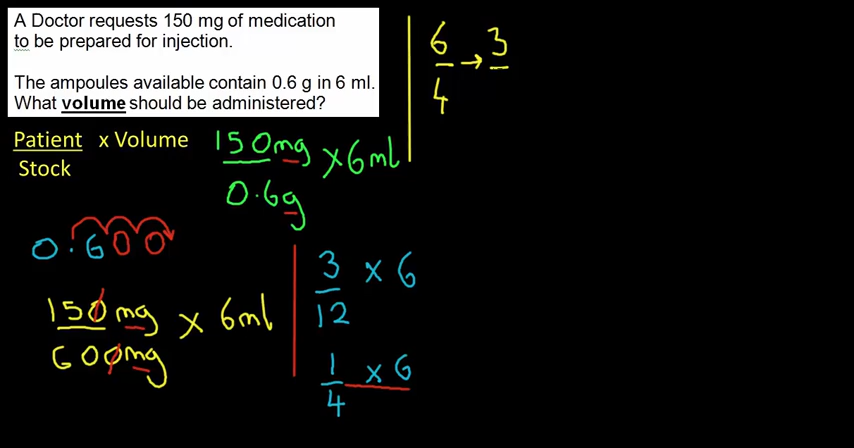 A Doctor requests 150 mg of medication
to be prepared for injection.
The ampoules available contain 0.6 g in 6 ml.
What volume should be administered?
Patient x Volume
Stock
150mg x 6ml
0.6g
0.600
150mg x 6ml
600mg
3 x 6
12
1 x 6
4
6 → 3
4